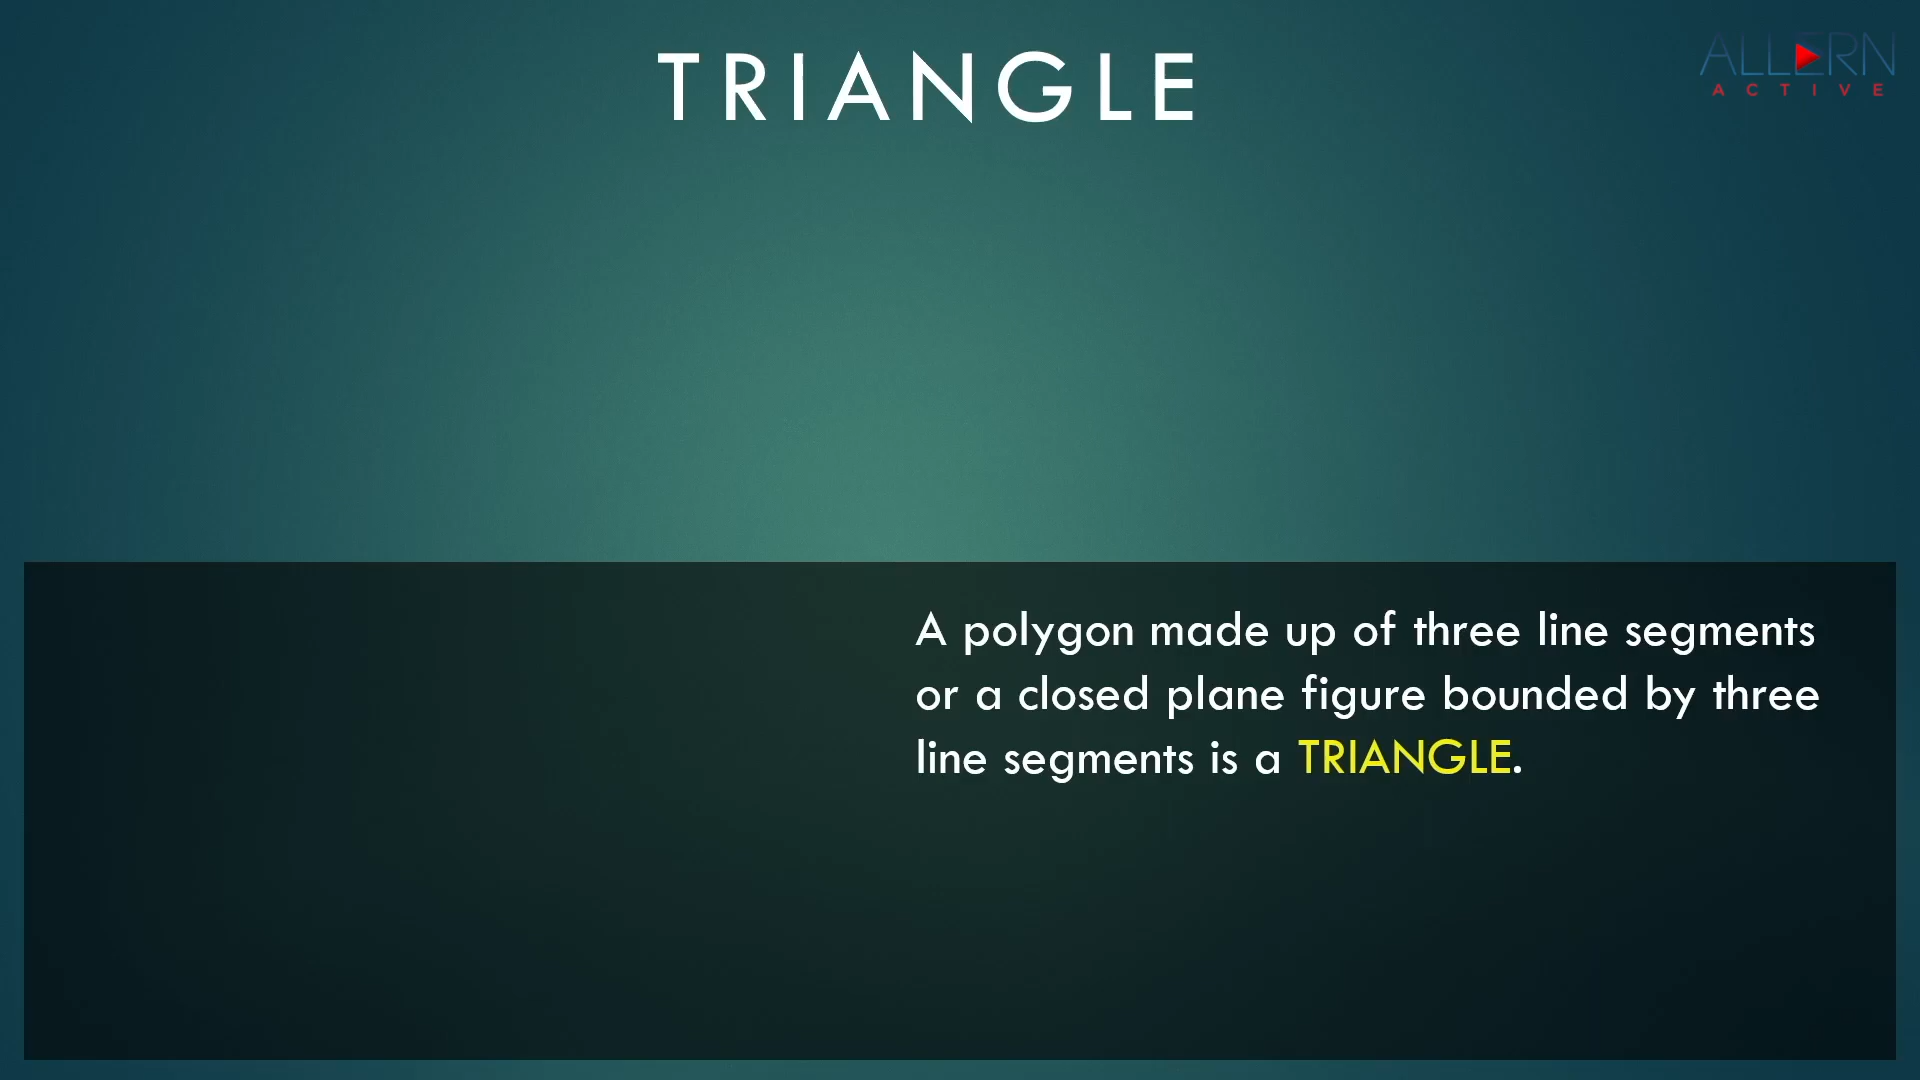 TRIANGLE
ALLERN
ACTIVE
A polygon made up of three line segments
or a closed plane figure bounded by three
line segments is a TRIANGLE.